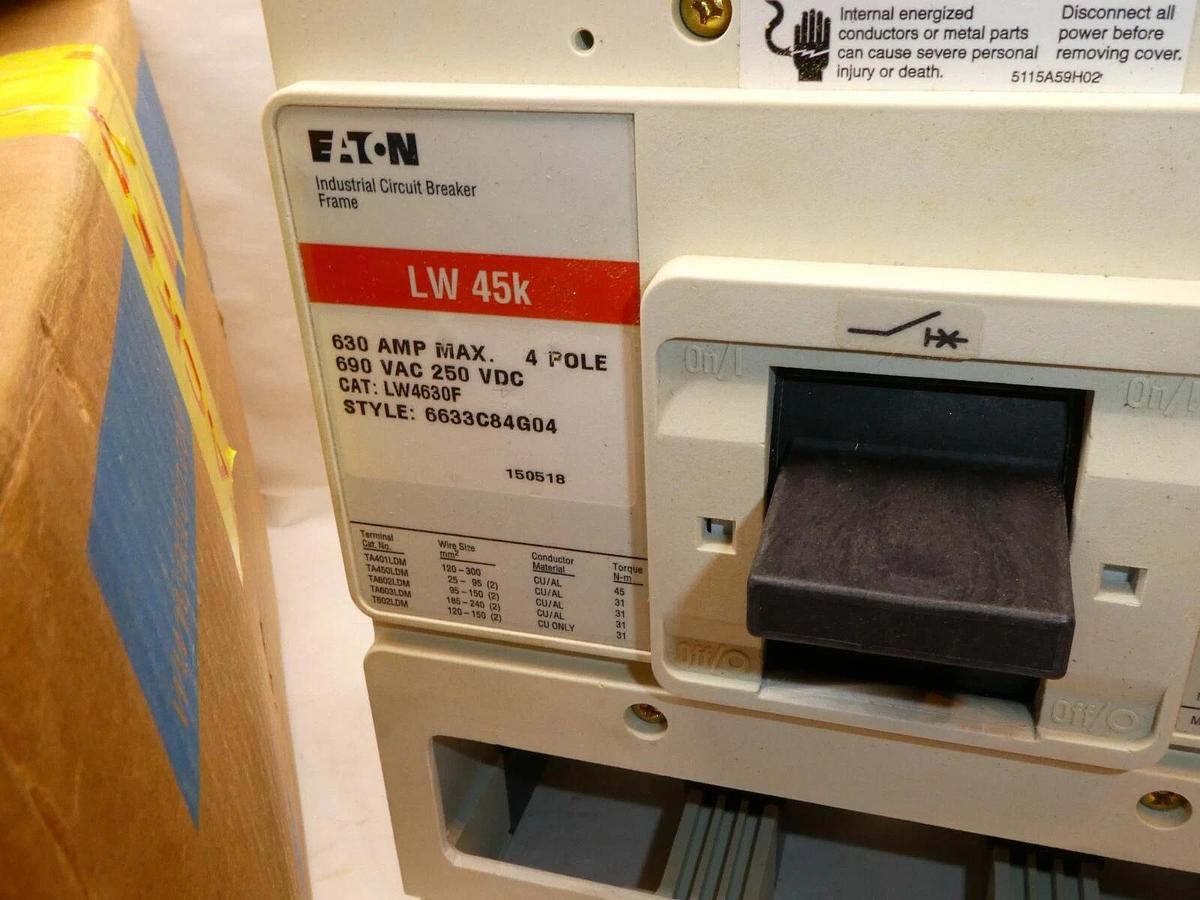 Internal energized
conductors or metal parts
can cause severe personal
injury or death.
Disconnect all
power before
removing cover.
5115A59H02
EATON
Industrial Circuit Breaker
Frame
LW 45k
630 AMP MAX. 4 POLE
690 VAC 250 VDC
CAT: LW4630F
STYLE: 6633C84G04
150518
Terminal Cat. No. Wire Size mm² Conductor Material Torque N-m
TA401LDM 120-300 CU/AL 45
TA450LDM 25- 95 (2) CU/AL 31
TA602LDM 95-150 (2) CU/AL 31
TA603LDM 185-240 (2) CU/AL 31
T602LDM 120-150 (2) CU ONLY 31
On/I
On/I
Off/O
Off/O